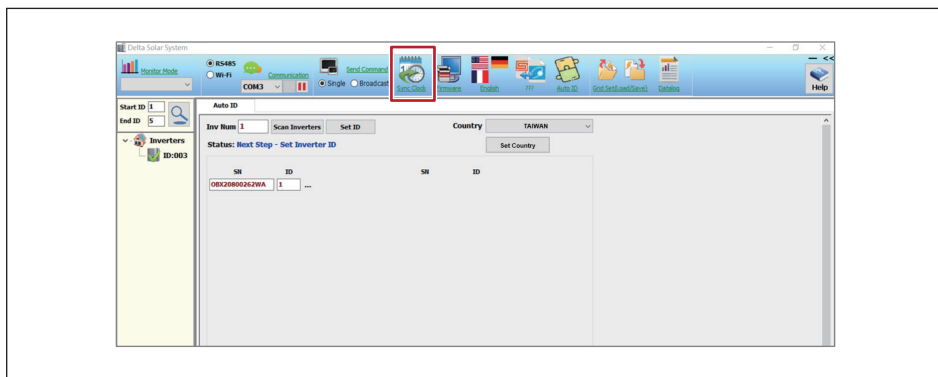 Delta Solar System
Monitor Mode
RS485
Wi-Fi
COM3
Communication
Send Command
Single Broadcast
Sync Clock
Firmware
English
???
Auto ID
Grid Set(Load/Save)
Datalog
<<
Help
Start ID 1
End ID 5
Inverters
ID:003
Auto ID
Inv Num 1 Scan Inverters Set ID Country TAIWAN
Status: Next Step - Set Inverter ID Set Country
SN ID SN ID
O8X20800262WA 1 ...